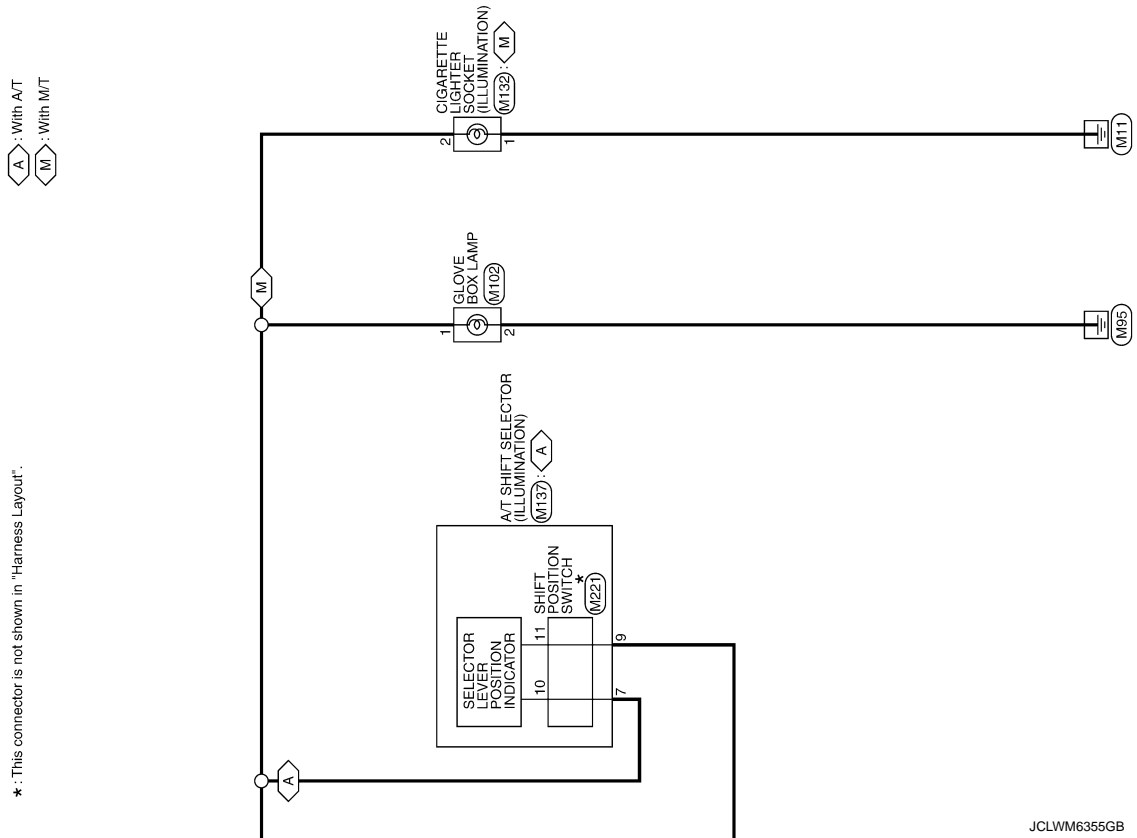 A : With A/T
M : With M/T
* : This connector is not shown in "Harness Layout".
A
M
A/T SHIFT SELECTOR
(ILLUMINATION)
M137 : A
SELECTOR
LEVER
POSITION
INDICATOR
10
11
SHIFT
POSITION
SWITCH
*
M221
7
9
GLOVE
BOX LAMP
M102
1
2
M95
CIGARETTE
LIGHTER
SOCKET
(ILLUMINATION)
M132 : M
2
1
M11
JCLWM6355GB